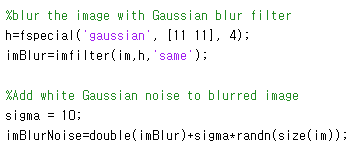 %blur the image with Gaussian blur filter
h=fspecial('gaussian', [11 11], 4);
imBlur=imfilter(im,h,'same');
%Add white Gaussian noise to blurred image
sigma = 10;
imBlurNoise=double(imBlur)+sigma*randn(size(im));